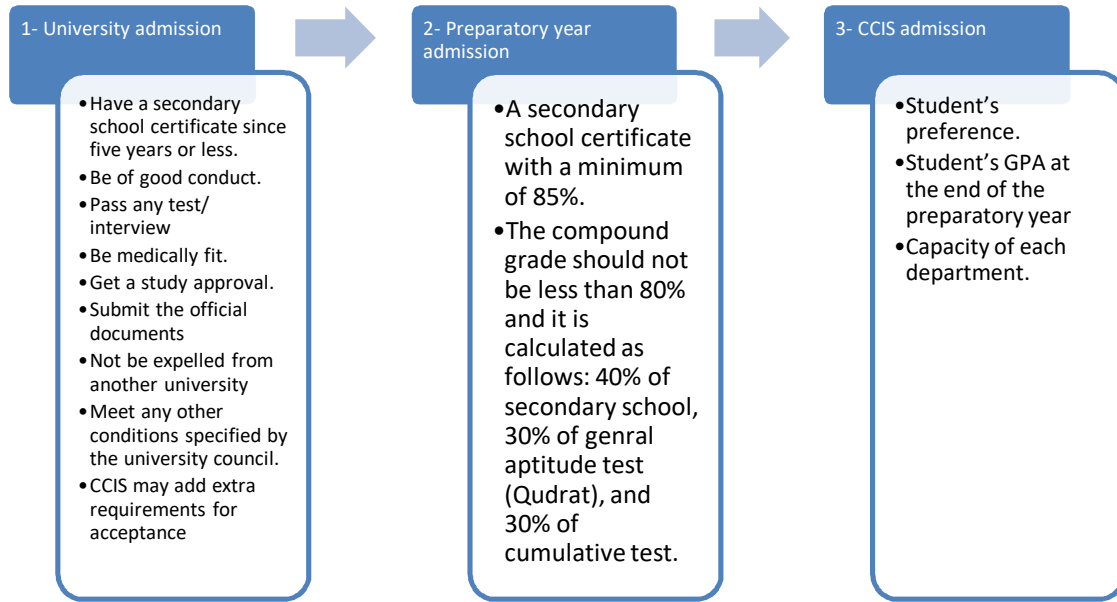 1- University admission
•Have a secondary
school certificate since
five years or less.
•Be of good conduct.
•Pass any test/
interview
•Be medically fit.
•Get a study approval.
•Submit the official
documents
•Not be expelled from
another university
•Meet any other
conditions specified by
the university council.
•CCIS may add extra
requirements for
acceptance
2- Preparatory year
admission
•A secondary
school certificate
with a minimum
of 85%.
•The compound
grade should not
be less than 80%
and it is
calculated as
follows: 40% of
secondary school,
30% of genral
aptitude test
(Qudrat), and
30% of
cumulative test.
3- CCIS admission
•Student’s
preference.
•Student’s GPA at
the end of the
preparatory year
•Capacity of each
department.